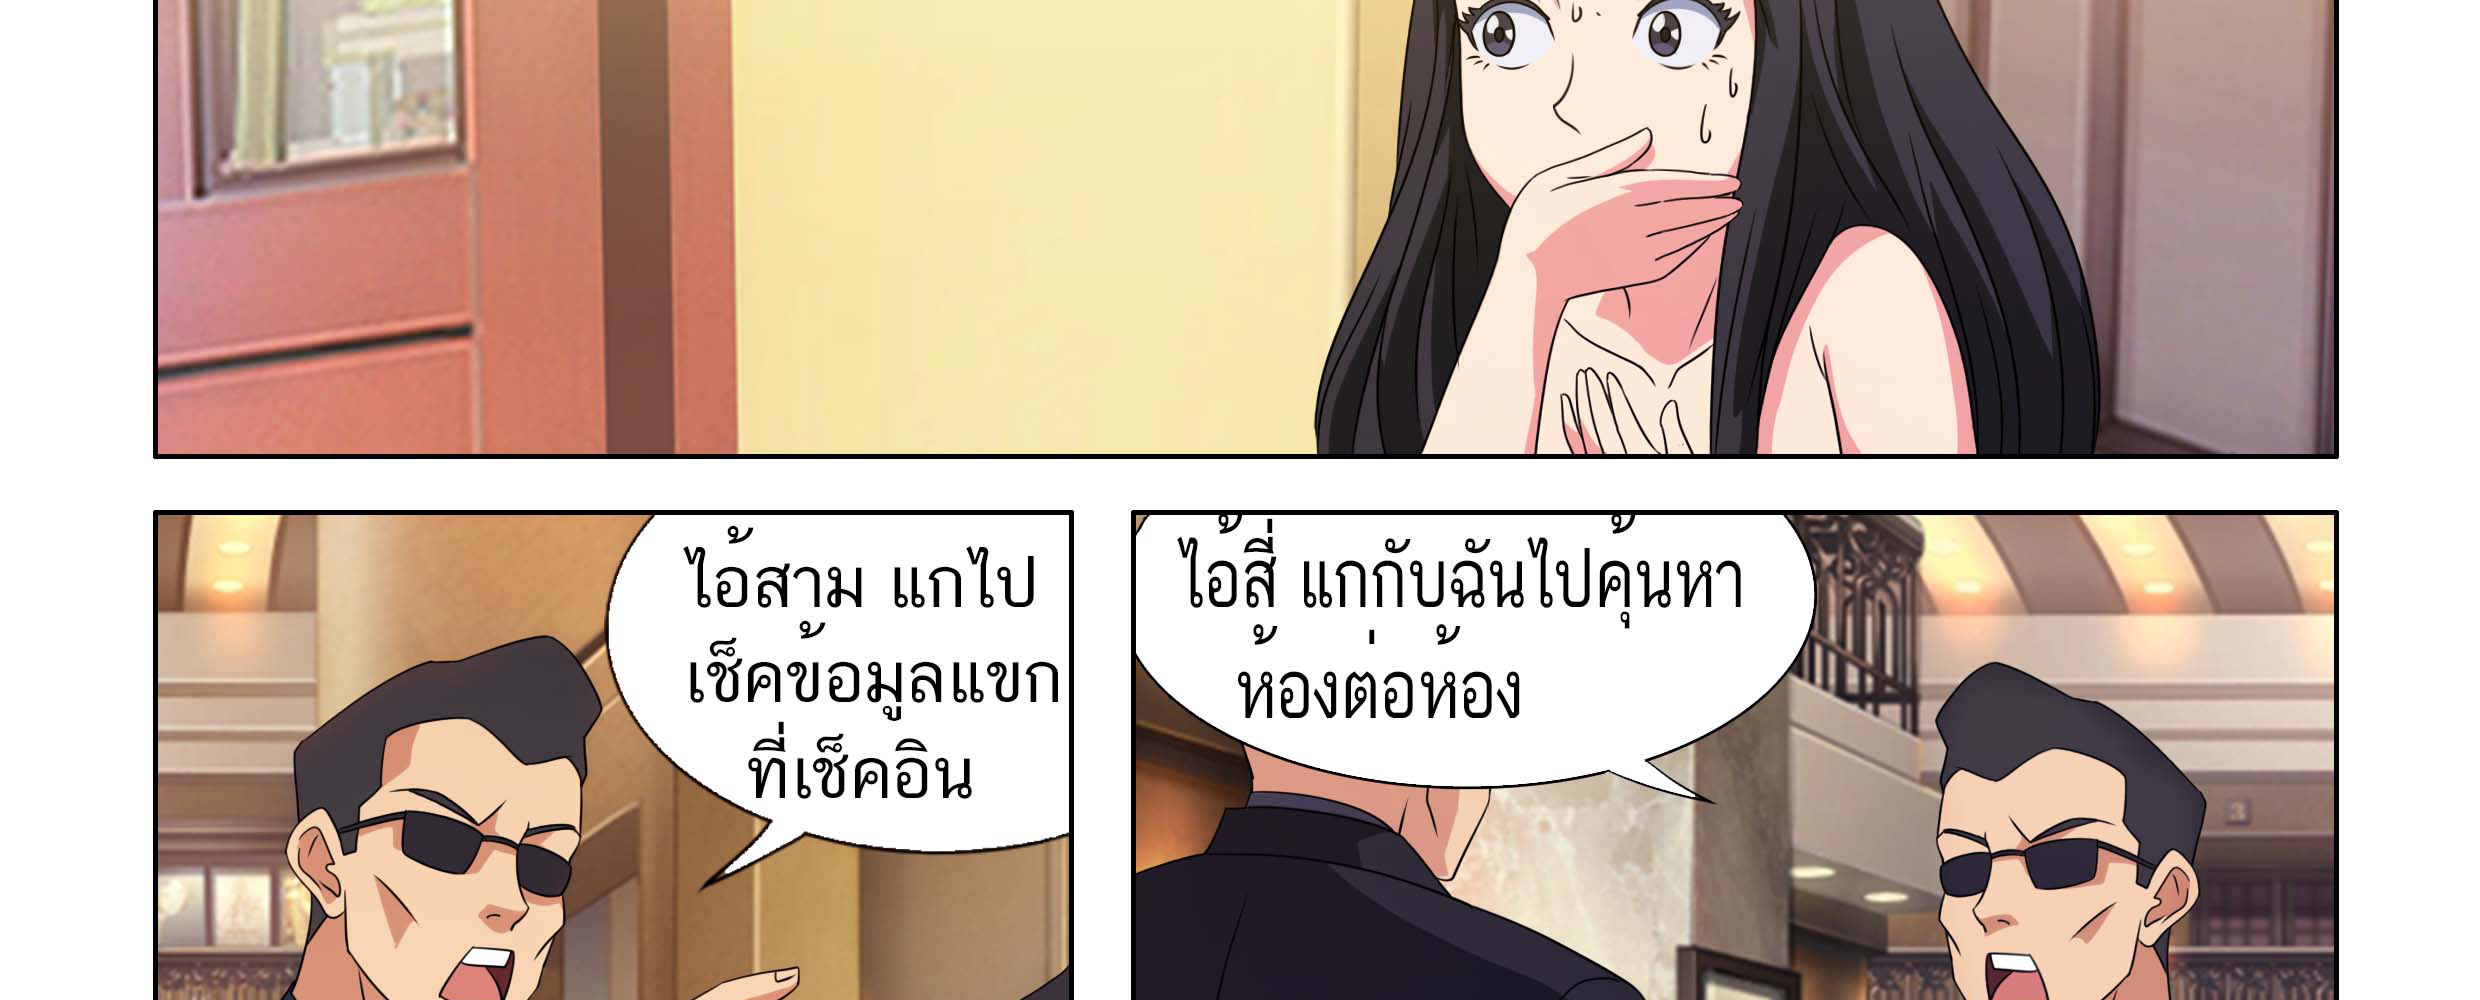 ไอ้สาม แกไป
เช็คข้อมูลแขก
ที่เช็คอิน
ไอ้สี่ แกกับฉันไปค้นหา
ห้องต่อห้อง